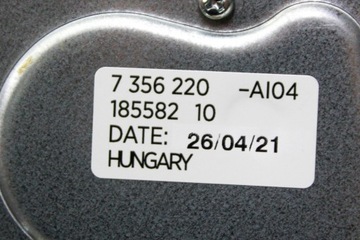 7 356 220 -AI04
185582 10
DATE: 26/04/21
HUNGARY